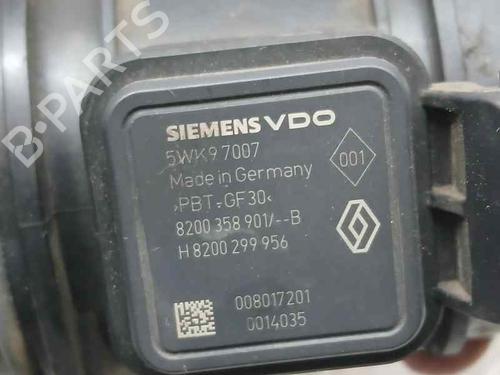 B-PARTS
SIEMENS VDO
5WK9 7007
001
Made in Germany
>PBT-GF30<
8200 358 901/--B
H 8200 299 956
008017201
0014035